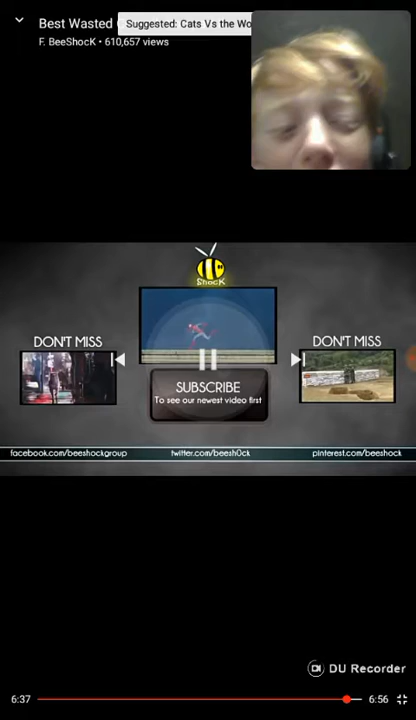 Best Wasted
Suggested: Cats Vs the Wo
F. BeeShocK • 610,657 views
ShocK
DON'T MISS
DON'T MISS
SUBSCRIBE
To see our newest video first
facebook.com/beeshockgroup
twitter.com/beesh0ck
pinterest.com/beeshock
DU Recorder
6:37
6:56